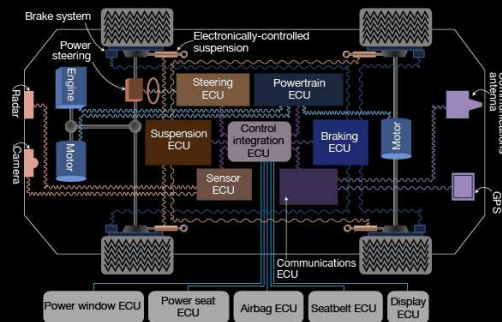 Brake system
Power
steering
Electronically-controlled
suspension
Communications
antenna
Radar
Engine
Steering
ECU
Powertrain
ECU
Suspension
ECU
Control
integration
ECU
Braking
ECU
Motor
Motor
Camera
Sensor
ECU
GPS
Communications
ECU
Power window ECU
Power seat
ECU
Airbag ECU
Seatbelt ECU
Display
ECU